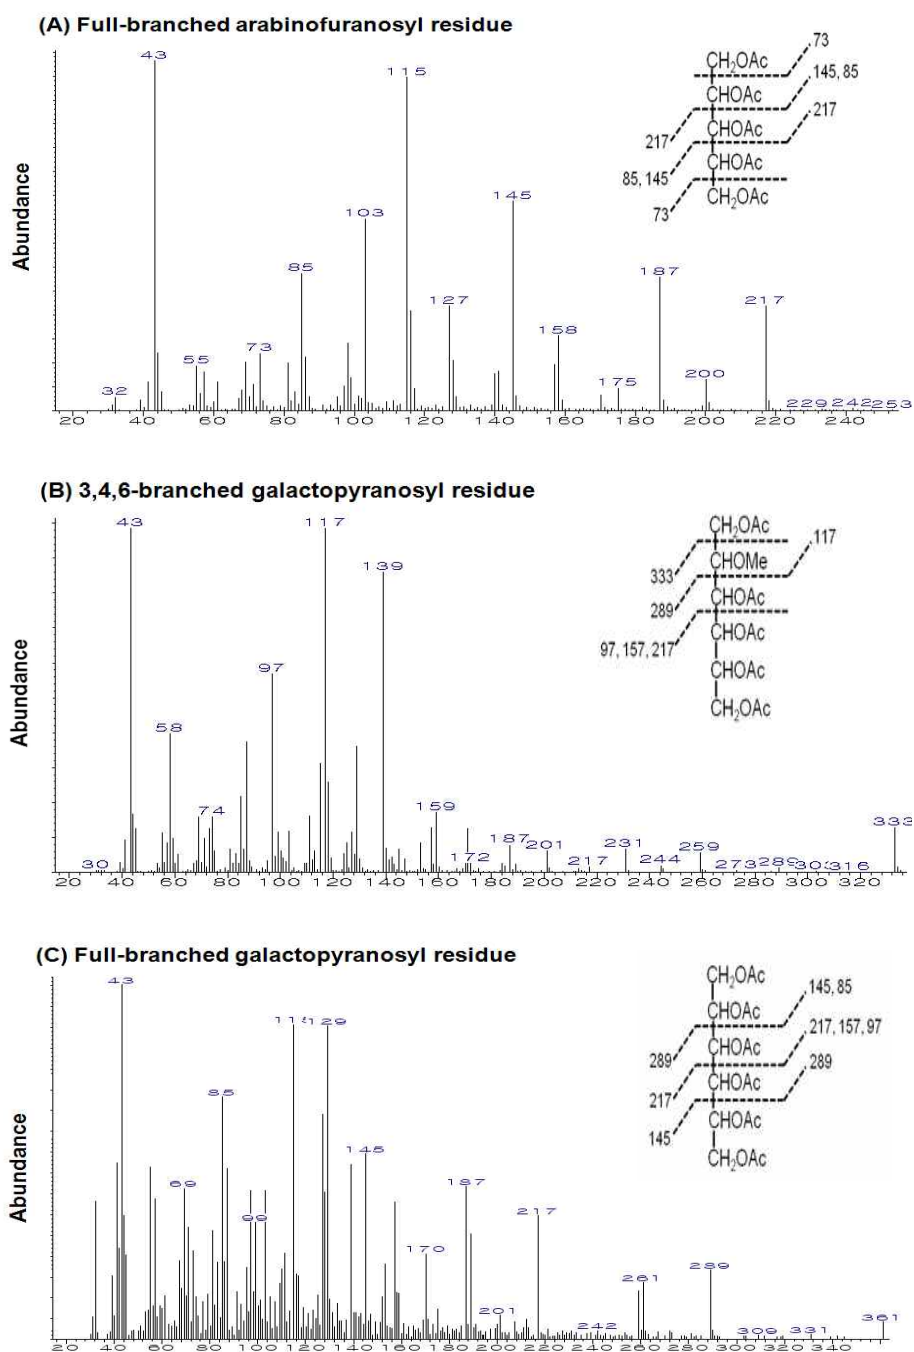 (A) Full-branched arabinofuranosyl residue
Abundance
43
115
145
103
85
187
127
217
158
73
55
200
175
32
229 242 253
20 40 60 80 100 120 140 160 180 200 220 240
CH2OAc
CHOAc
CHOAc
CHOAc
CH2OAc
73
145, 85
217
217
85, 145
73
(B) 3,4,6-branched galactopyranosyl residue
Abundance
43
117
139
97
58
74
159
333
187
172
201
231
259
30
217
244
273 289 303 316
20 40 60 80 100 120 140 160 180 200 220 240 260 280 300 320
CH2OAc
CHOMe
CHOAc
CHOAc
CHOAc
CH2OAc
117
333
289
97, 157, 217
(C) Full-branched galactopyranosyl residue
Abundance
43
129
85
145
69
187
99
217
170
289
261
201
242
309
331
361
20 40 60 80 100 120 140 160 180 200 220 240 260 280 300 320 340
CH2OAc
CHOAc
CHOAc
CHOAc
CHOAc
CH2OAc
145, 85
217, 157, 97
289
289
217
145